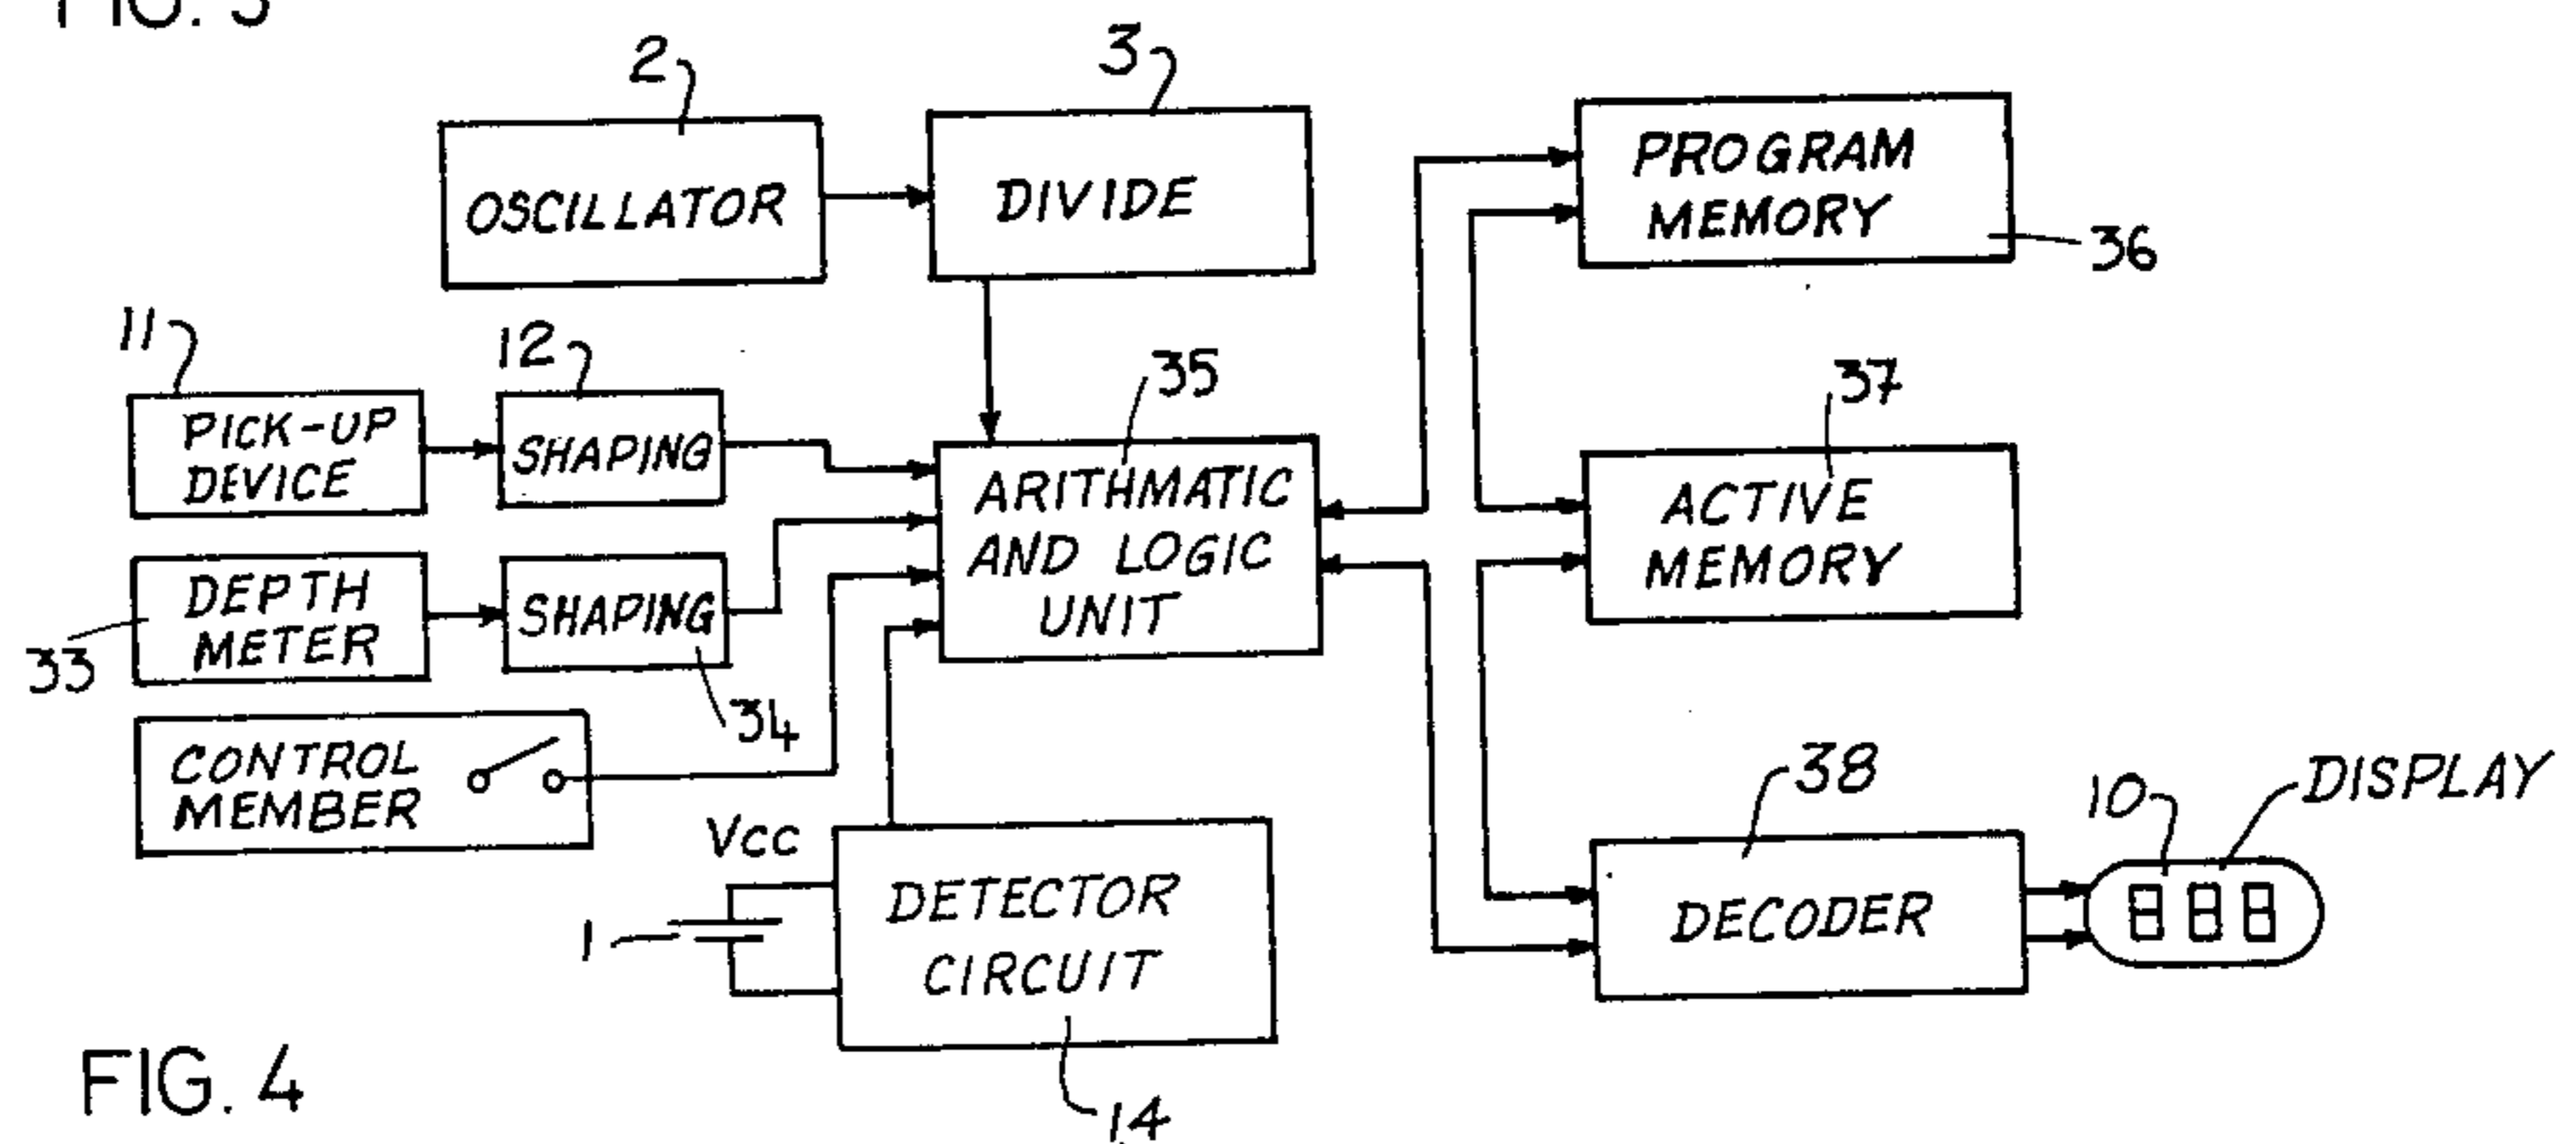 FIG. 3
2
3
OSCILLATOR
DIVIDE
PROGRAM
MEMORY
36
11
12
35
37
PICK-UP
DEVICE
SHAPING
ARITHMATIC
AND LOGIC
UNIT
ACTIVE
MEMORY
33
DEPTH
METER
SHAPING
34
CONTROL
MEMBER
Vcc
1
DETECTOR
CIRCUIT
14
38
DECODER
10
DISPLAY
888
FIG. 4